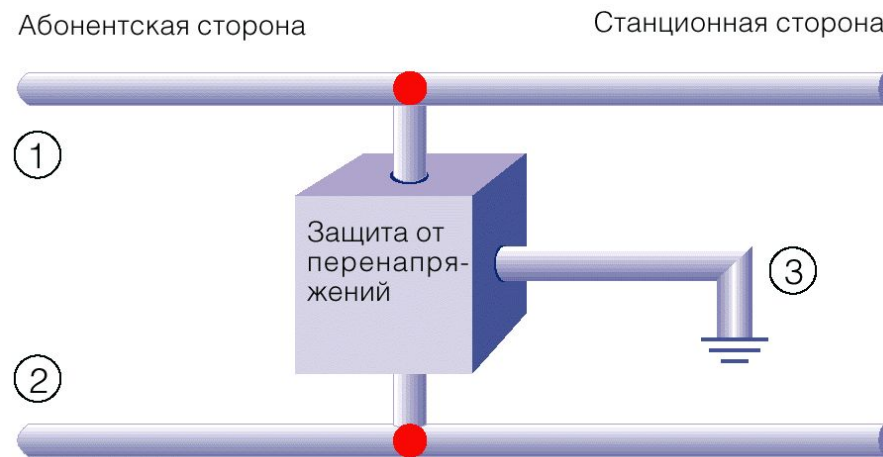 Абонентская сторона
Станционная сторона
1
Защита от
перенапря-
жений
3
2